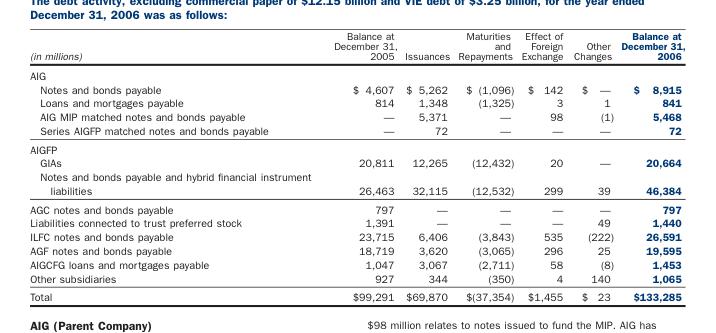 The debt activity, excluding commercial paper of $12.15 billion and VIE debt of $3.25 billion, for the year ended
December 31, 2006 was as follows:
Balance at Maturities Effect of Balance at
December 31, and Foreign Other December 31,
(in millions) 2005 Issuances Repayments Exchange Changes 2006
AIG
Notes and bonds payable $ 4,607 $ 5,262 $ (1,096) $ 142 $ — $ 8,915
Loans and mortgages payable 814 1,348 (1,325) 3 1 841
AIG MIP matched notes and bonds payable — 5,371 — 98 (1) 5,468
Series AIGFP matched notes and bonds payable — 72 — — — 72
AIGFP
GIAs 20,811 12,265 (12,432) 20 — 20,664
Notes and bonds payable and hybrid financial instrument
liabilities 26,463 32,115 (12,532) 299 39 46,384
AGC notes and bonds payable 797 — — — — 797
Liabilities connected to trust preferred stock 1,391 — — — 49 1,440
ILFC notes and bonds payable 23,715 6,406 (3,843) 535 (222) 26,591
AGF notes and bonds payable 18,719 3,620 (3,065) 296 25 19,595
AIGCFG loans and mortgages payable 1,047 3,067 (2,711) 58 (8) 1,453
Other subsidiaries 927 344 (350) 4 140 1,065
Total $99,291 $69,870 $(37,354) $1,455 $ 23 $133,285
AIG (Parent Company) $98 million relates to notes issued to fund the MIP. AIG has